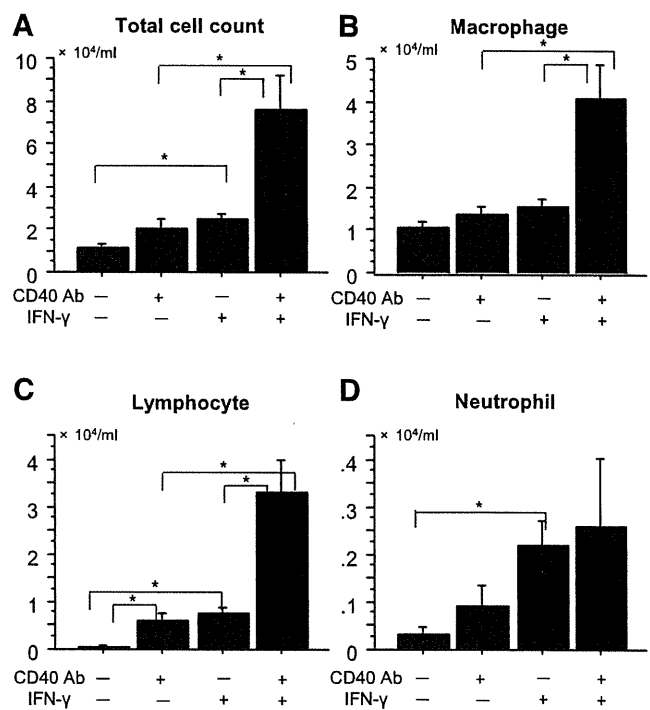 A
Total cell count
× 10⁴/ml
10
8
6
4
2
0
*
*
*
CD40 Ab — + — +
IFN-γ — — + +
B
Macrophage
× 10⁴/ml
5
4
3
2
1
0
*
*
CD40 Ab — + — +
IFN-γ — — + +
C
Lymphocyte
× 10⁴/ml
4
3
2
1
0
*
*
*
*
CD40 Ab — + — +
IFN-γ — — + +
D
Neutrophil
× 10⁴/ml
.4
.3
.2
.1
0
*
CD40 Ab — + — +
IFN-γ — — + +